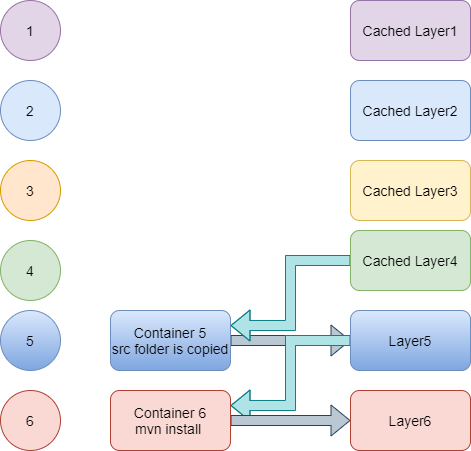 1
Cached Layer1
2
Cached Layer2
3
Cached Layer3
4
Cached Layer4
5
Container 5
src folder is copied
Layer5
6
Container 6
mvn install
Layer6